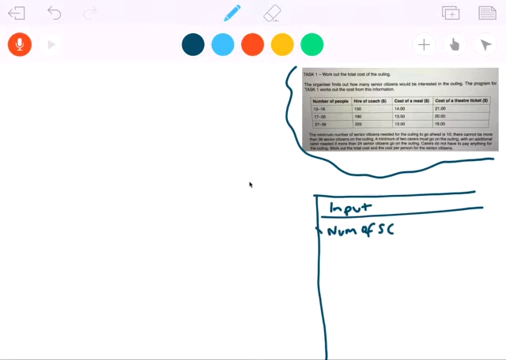 TASK 1 – Work out the total cost of the outing.
The organiser finds out how many senior citizens would be interested in the outing. The program for
TASK 1 works out the cost from this information.
Number of people Hire of coach ($) Cost of a meal ($) Cost of a theatre ticket ($)
12–16 150 14.00 21.00
17–26 190 13.50 20.00
27–39 225 13.00 19.00
The minimum number of senior citizens needed for the outing to go ahead is 10; there cannot be more
than 36 senior citizens on the outing. A minimum of two carers must go on the outing, with an additional
carer needed if more than 24 senior citizens go on the outing. Carers do not have to pay anything for
the outing. Work out the total cost and the cost per person for the senior citizens.
Input
Num of SC